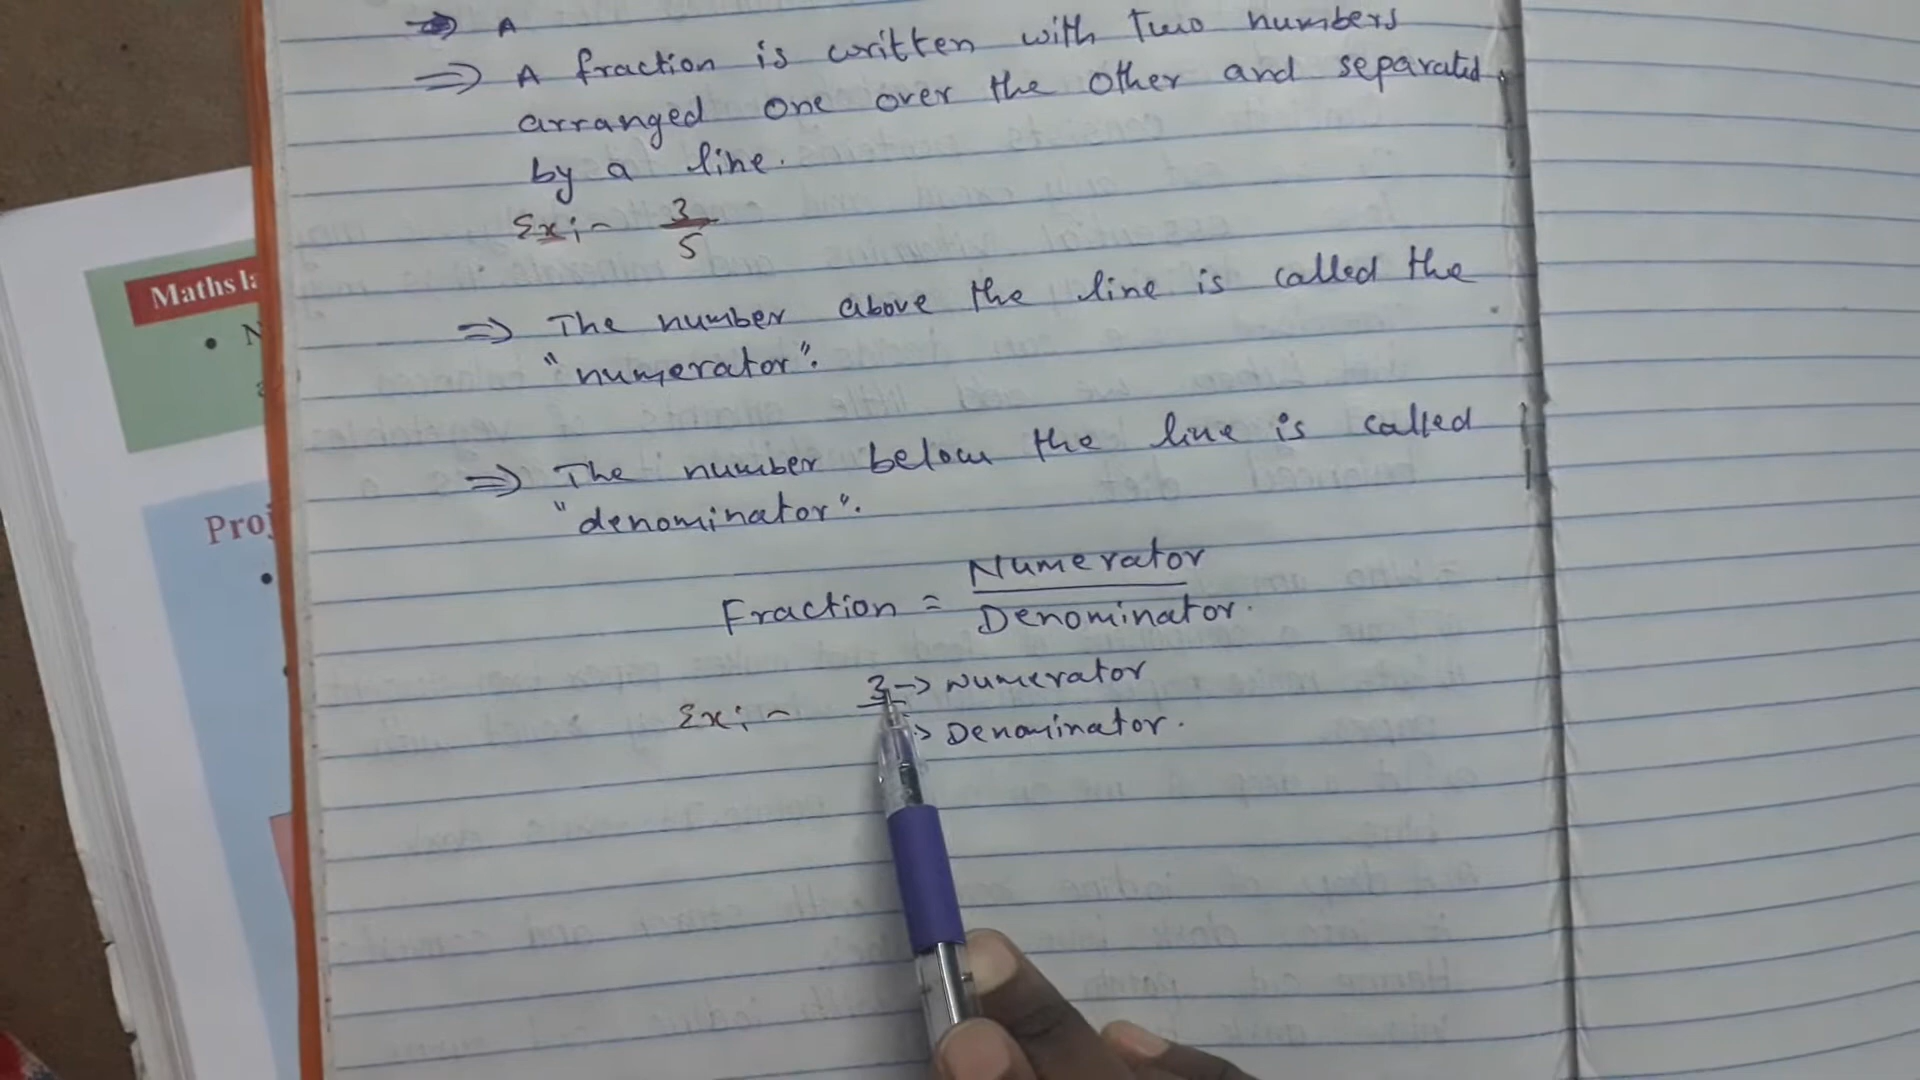 ⇒ A
⇒ A fraction is written with two numbers
arranged one over the other and separated
by a line.
Ex:- 3/5
⇒ The number above the line is called the
"numerator".
⇒ The number below the line is called
"denominator".
Fraction = Numerator/Denominator.
Ex:- 3 → Numerator
> Denominator.
Maths la
• N
Proj
•